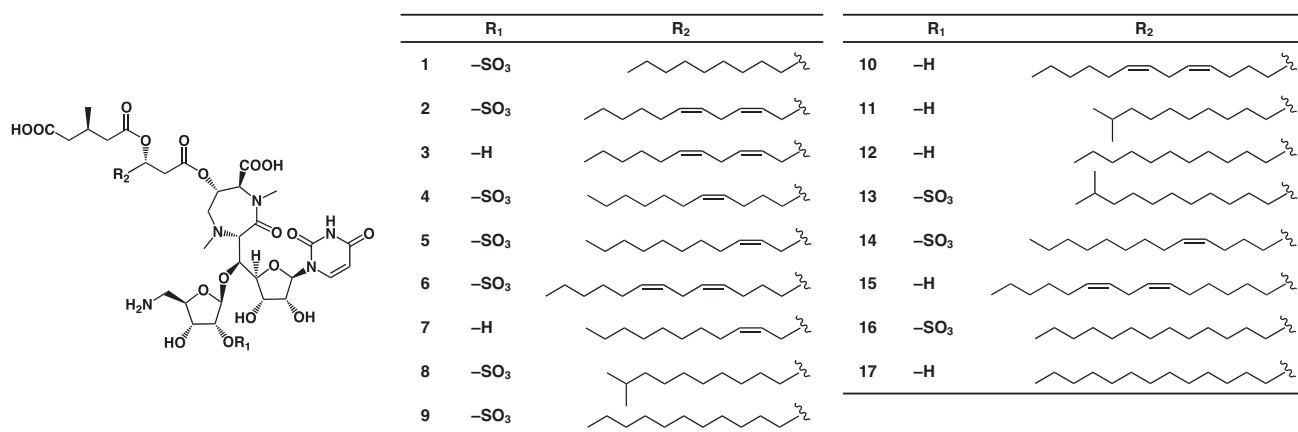 R₁ R₂
1 –SO₃
2 –SO₃
3 –H
4 –SO₃
5 –SO₃
6 –SO₃
7 –H
8 –SO₃
9 –SO₃
R₁ R₂
10 –H
11 –H
12 –H
13 –SO₃
14 –SO₃
15 –H
16 –SO₃
17 –H
HOOC
O
O
O
R₂
O
COOH
N
N
O
O
NH
O
N
H
O
O
O
H₂N
HO
OH
HO
OR₁